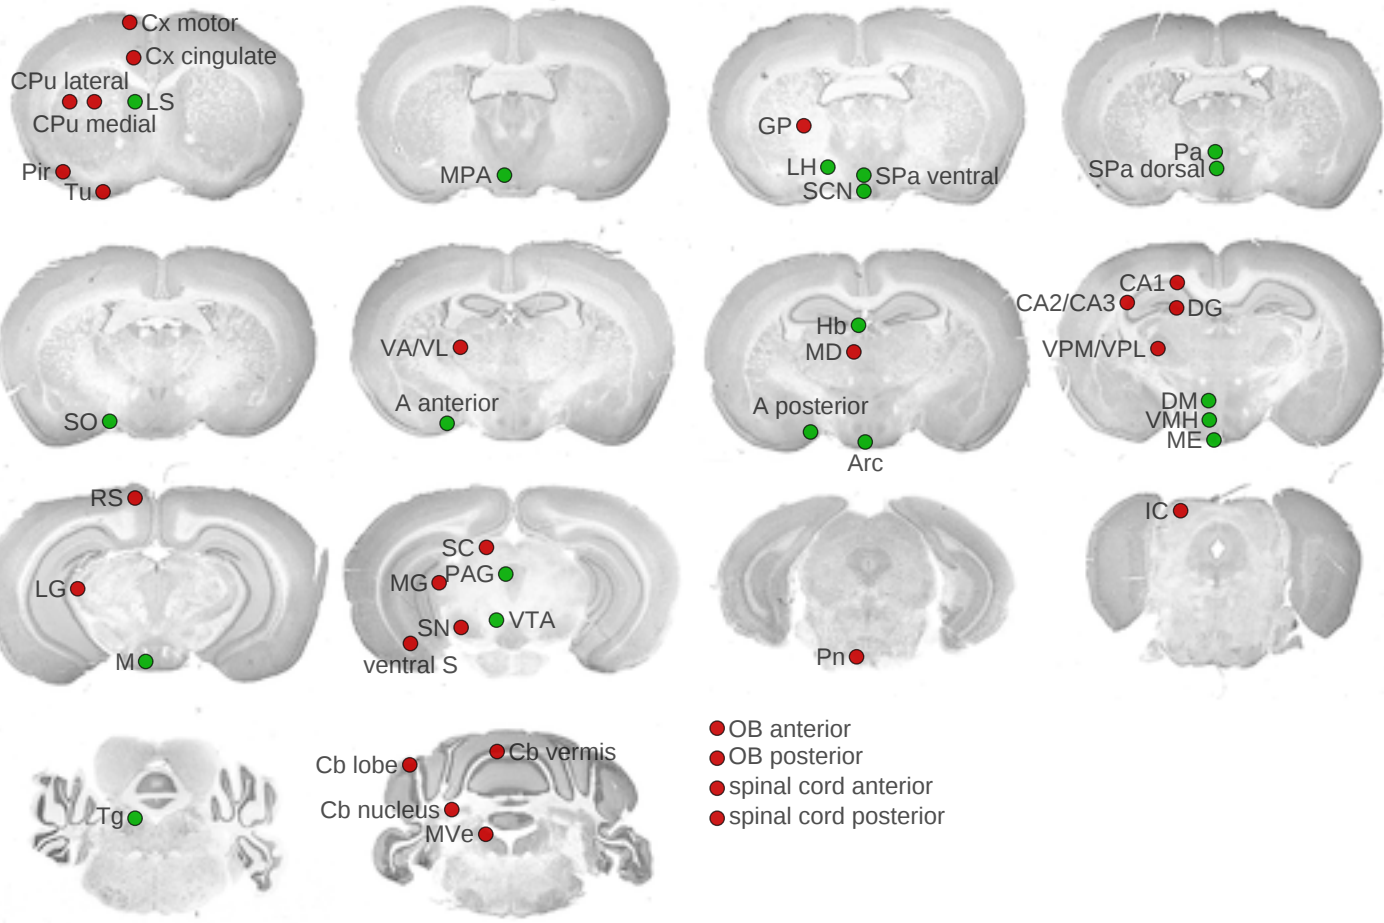 Cx motor
Cx cingulate
CPu lateral
LS
CPu medial
Pir
Tu
MPA
GP
LH
SPa ventral
SCN
Pa
SPa dorsal
SO
VA/VL
A anterior
Hb
MD
A posterior
Arc
CA1
CA2/CA3
DG
VPM/VPL
DM
VMH
ME
RS
LG
M
SC
MG
PAG
SN
VTA
ventral S
Pn
IC
Tg
Cb lobe
Cb vermis
Cb nucleus
MVe
OB anterior
OB posterior
spinal cord anterior
spinal cord posterior